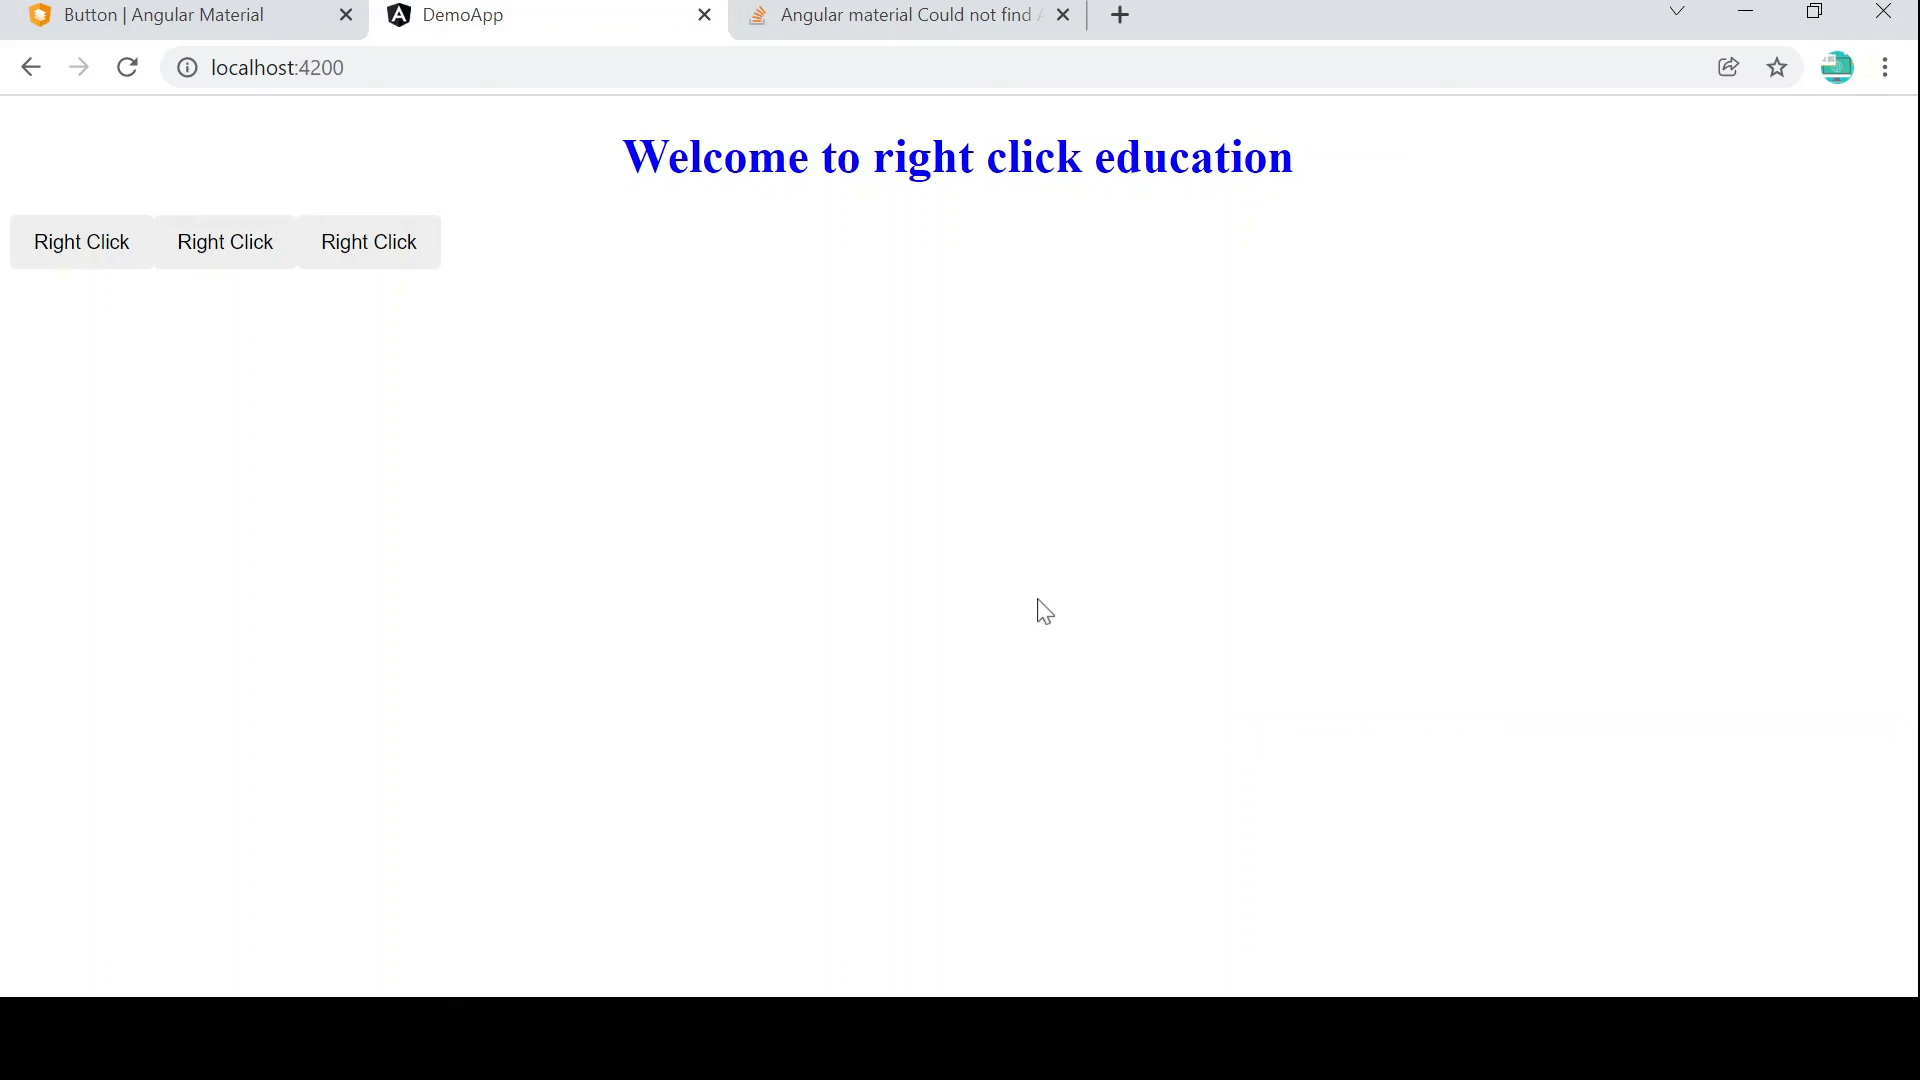 Button | Angular Material
DemoApp
Angular material Could not find
localhost:4200
Welcome to right click education
Right Click Right Click Right Click